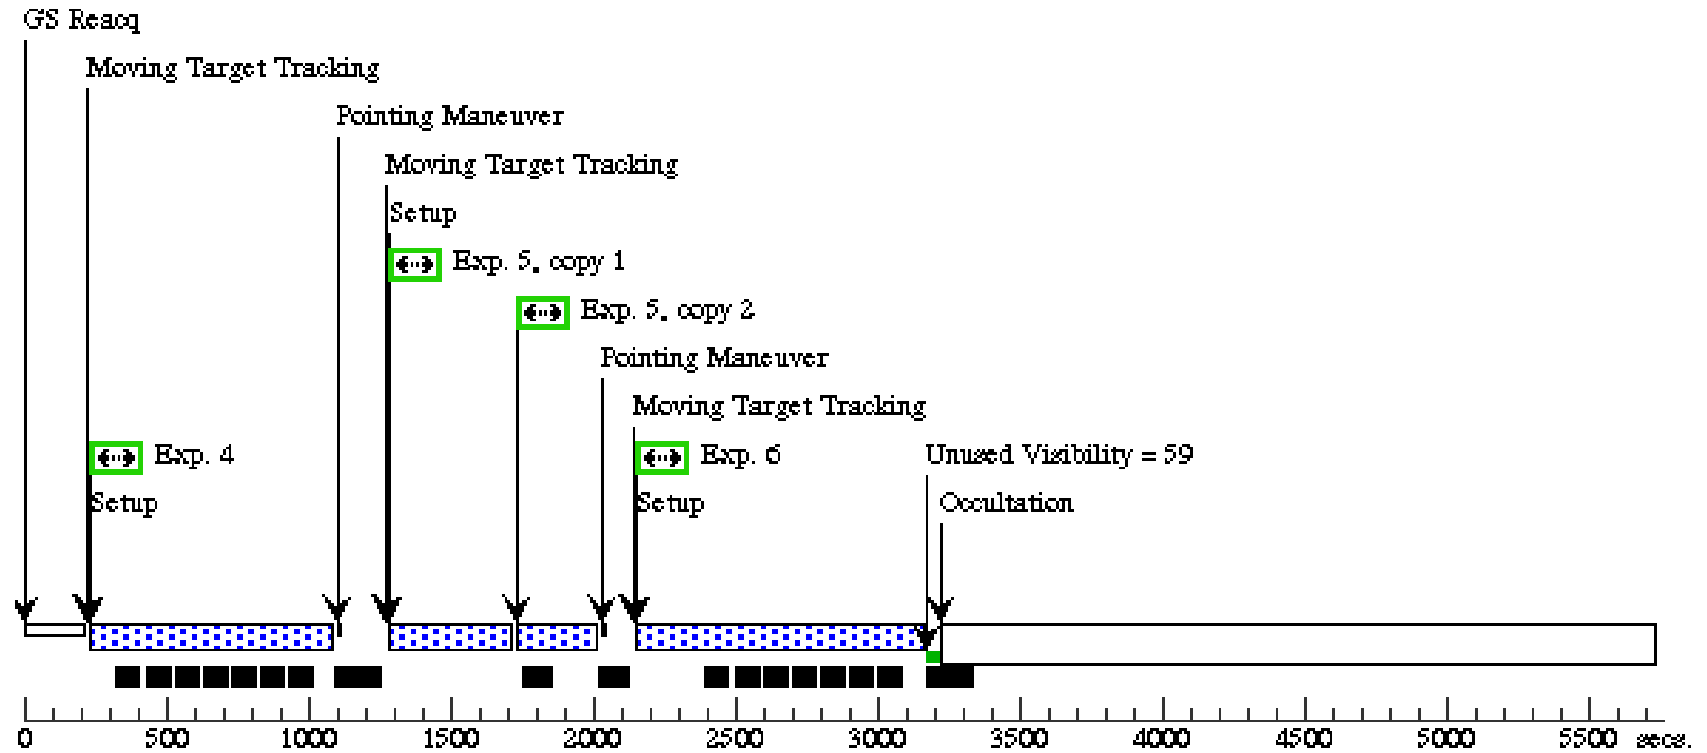 GS Reacq
Moving Target Tracking
Pointing Maneuver
Moving Target Tracking
Setup
Exp. 5, copy 1
Exp. 5, copy 2
Pointing Maneuver
Moving Target Tracking
Exp. 4
Exp. 6
Unused Visibility = 59
Setup
Setup
Occultation
0 500 1000 1500 2000 2500 3000 3500 4000 4500 5000 5500 secs.